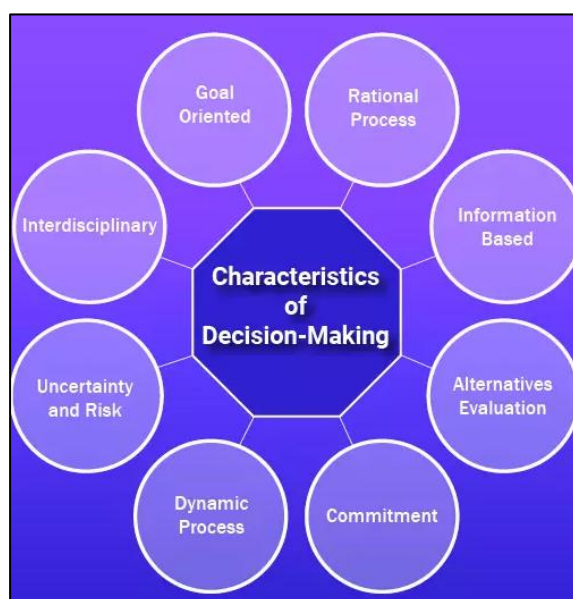 Goal
Oriented
Rational
Process
Interdisciplinary
Information
Based
Characteristics
of
Decision-Making
Uncertainty
and Risk
Alternatives
Evaluation
Dynamic
Process
Commitment